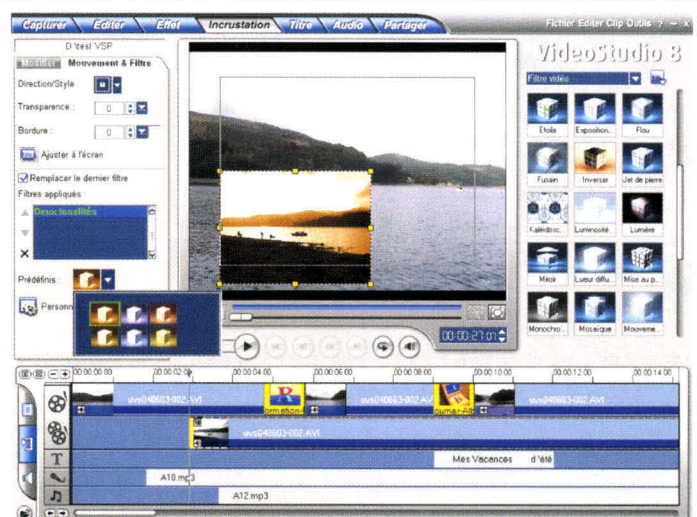 Capturer Editer Effet Incrustation Titre Audio Partager
Fichier Editer Clip Outils ? - ×
D:\test.VSP
VideoStudio 8
Modifier Mouvement & Filtre
Filtre vidéo
Direction/Style
Transparence : 0
Bordure : 0
Ajuster à l'écran
Remplacer le dernier filtre
Filtres appliqués :
Deux tonalités
Prédéfinis :
Personn
Etoile Exposition... Flou
Fusain Inverser Jet de pierre
Kaléidosc... Luminosité... Lumière
Miroir Lueur diffu... Mise au p...
Monochro... Mosaïque Mouveme...
00:00:27:01
00:00:00:00 00:00:02:00 00:00:04:00 00:00:06:00 00:00:08:00 00:00:10:00 00:00:12:00 00:00:14:00
uvs040603-002.AVI uvs040603-002.AVI uvs040603-002.AVI
uvs040603-002.AVI
T Mes Vacances d'été
A10.mp3
A12.mp3